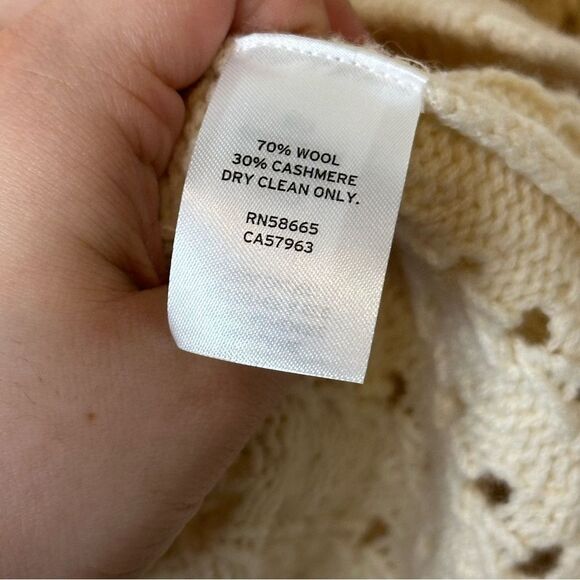 70% WOOL
30% CASHMERE
DRY CLEAN ONLY.
RN58665
CA57963